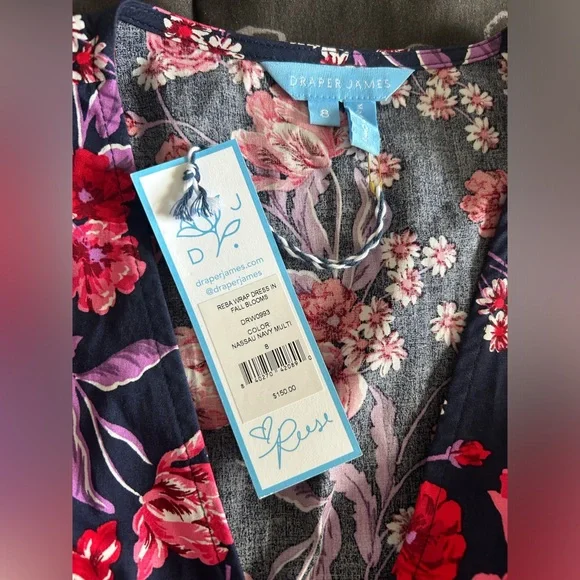 DRAPER JAMES
8
D J
draperjames.com
@draperjames
REBA WRAP DRESS IN
FALL BLOOMS
DRW0993
COLOR
NASSAU NAVY MULTI
8
$150.00
Reese